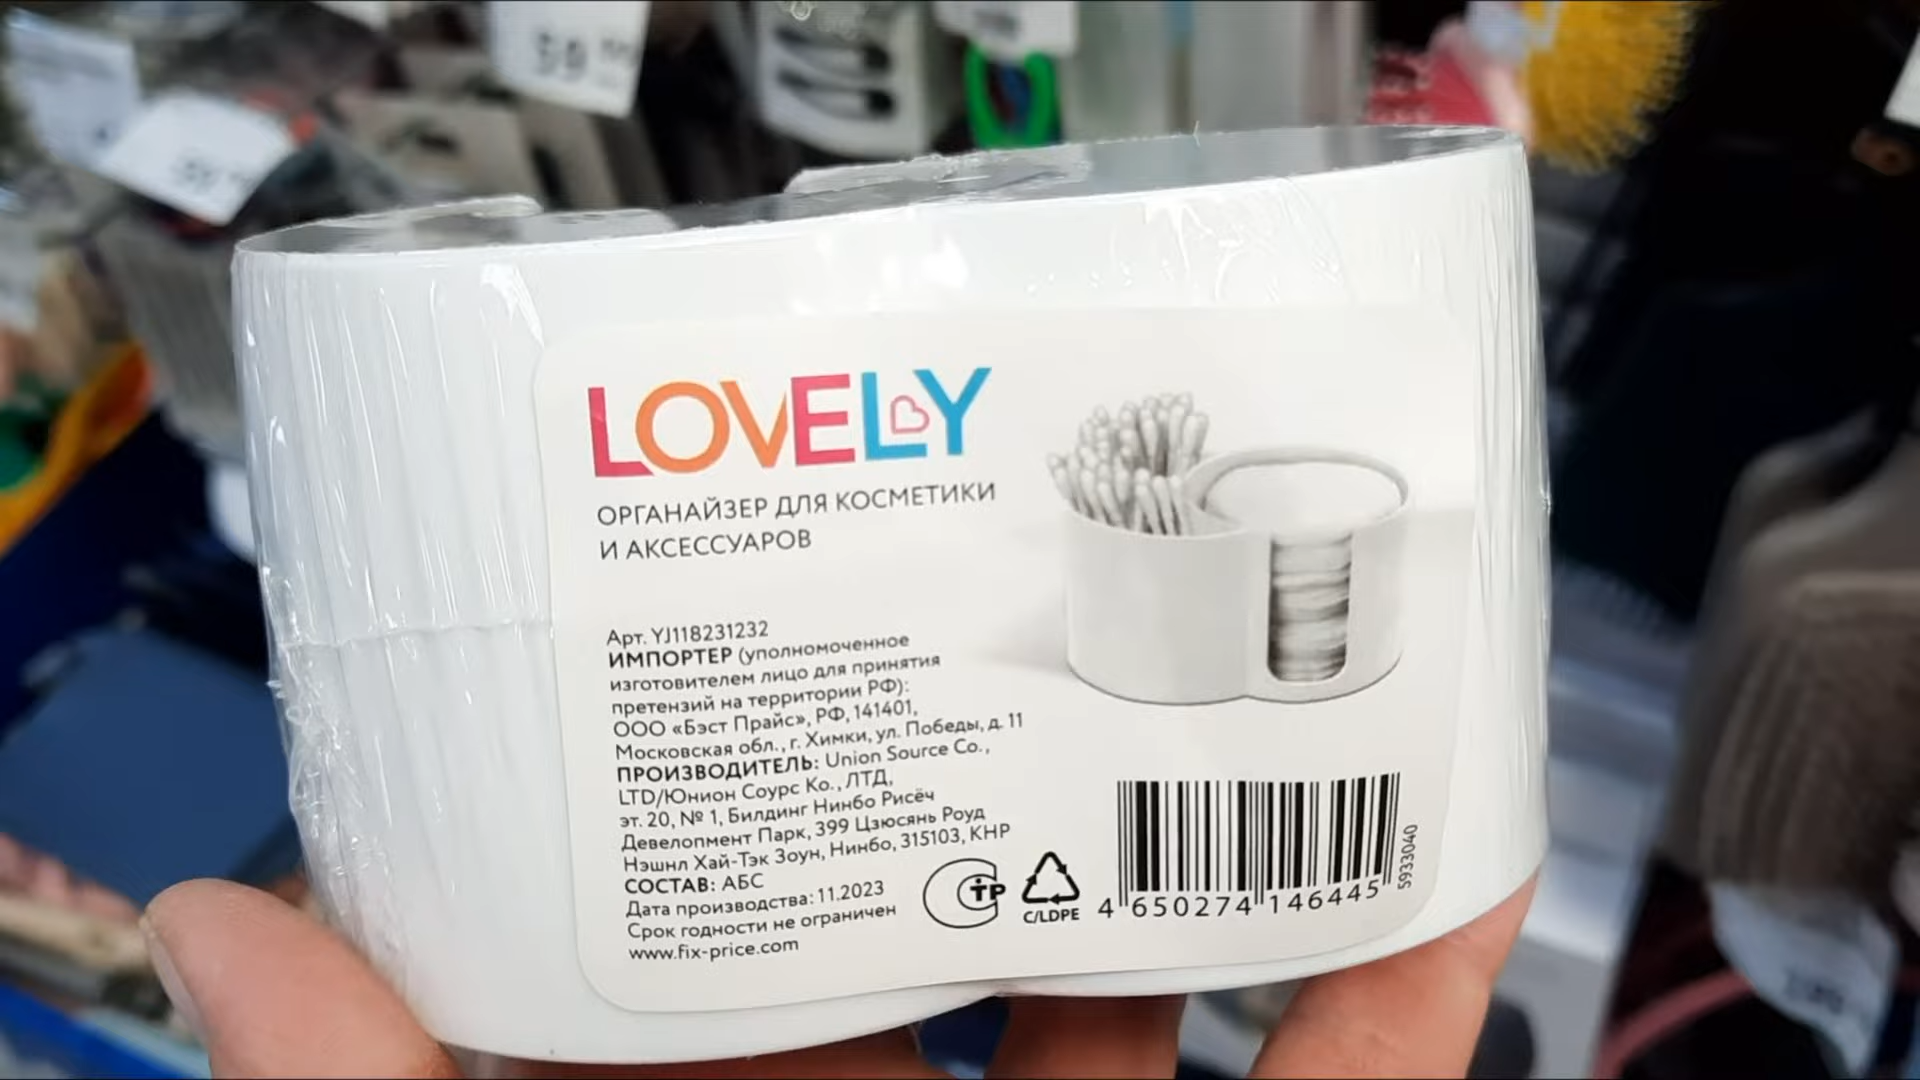 59
LOVELY
ОРГАНАЙЗЕР ДЛЯ КОСМЕТИКИ
И АКСЕССУАРОВ
Арт. YJ118231232
ИМПОРТЕР (уполномоченное
изготовителем лицо для принятия
претензий на территории РФ):
ООО «Бэст Прайс», РФ, 141401,
Московская обл., г. Химки, ул. Победы, д. 11
ПРОИЗВОДИТЕЛЬ: Union Source Co.,
LTD/Юнион Соурс Ко., ЛТД,
эт. 20, № 1, Билдинг Нинбо Рисёч
Девелопмент Парк, 399 Цзюсянь Роуд
Нэшнл Хай-Тэк Зоун, Нинбо, 315103, КНР
СОСТАВ: АБС
Дата производства: 11.2023
Срок годности не ограничен
www.fix-price.com
СТР
C/LDPE
4 650274 146445
5933040